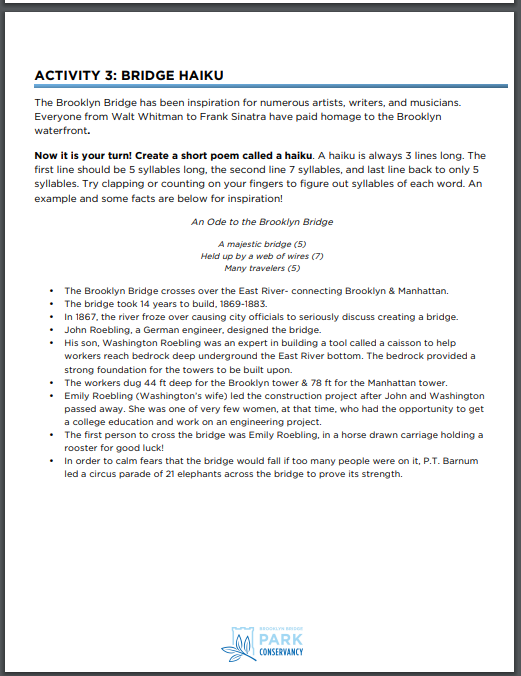 ACTIVITY 3: BRIDGE HAIKU
The Brooklyn Bridge has been inspiration for numerous artists, writers, and musicians.
Everyone from Walt Whitman to Frank Sinatra have paid homage to the Brooklyn
waterfront.
Now it is your turn! Create a short poem called a haiku. A haiku is always 3 lines long. The
first line should be 5 syllables long, the second line 7 syllables, and last line back to only 5
syllables. Try clapping or counting on your fingers to figure out syllables of each word. An
example and some facts are below for inspiration!
An Ode to the Brooklyn Bridge
A majestic bridge (5)
Held up by a web of wires (7)
Many travelers (5)
• The Brooklyn Bridge crosses over the East River- connecting Brooklyn & Manhattan.
• The bridge took 14 years to build, 1869-1883.
• In 1867, the river froze over causing city officials to seriously discuss creating a bridge.
• John Roebling, a German engineer, designed the bridge.
• His son, Washington Roebling was an expert in building a tool called a caisson to help
workers reach bedrock deep underground the East River bottom. The bedrock provided a
strong foundation for the towers to be built upon.
• The workers dug 44 ft deep for the Brooklyn tower & 78 ft for the Manhattan tower.
• Emily Roebling (Washington's wife) led the construction project after John and Washington
passed away. She was one of very few women, at that time, who had the opportunity to get
a college education and work on an engineering project.
• The first person to cross the bridge was Emily Roebling, in a horse drawn carriage holding a
rooster for good luck!
• In order to calm fears that the bridge would fall if too many people were on it, P.T. Barnum
led a circus parade of 21 elephants across the bridge to prove its strength.
BROOKLYN BRIDGE
PARK
CONSERVANCY